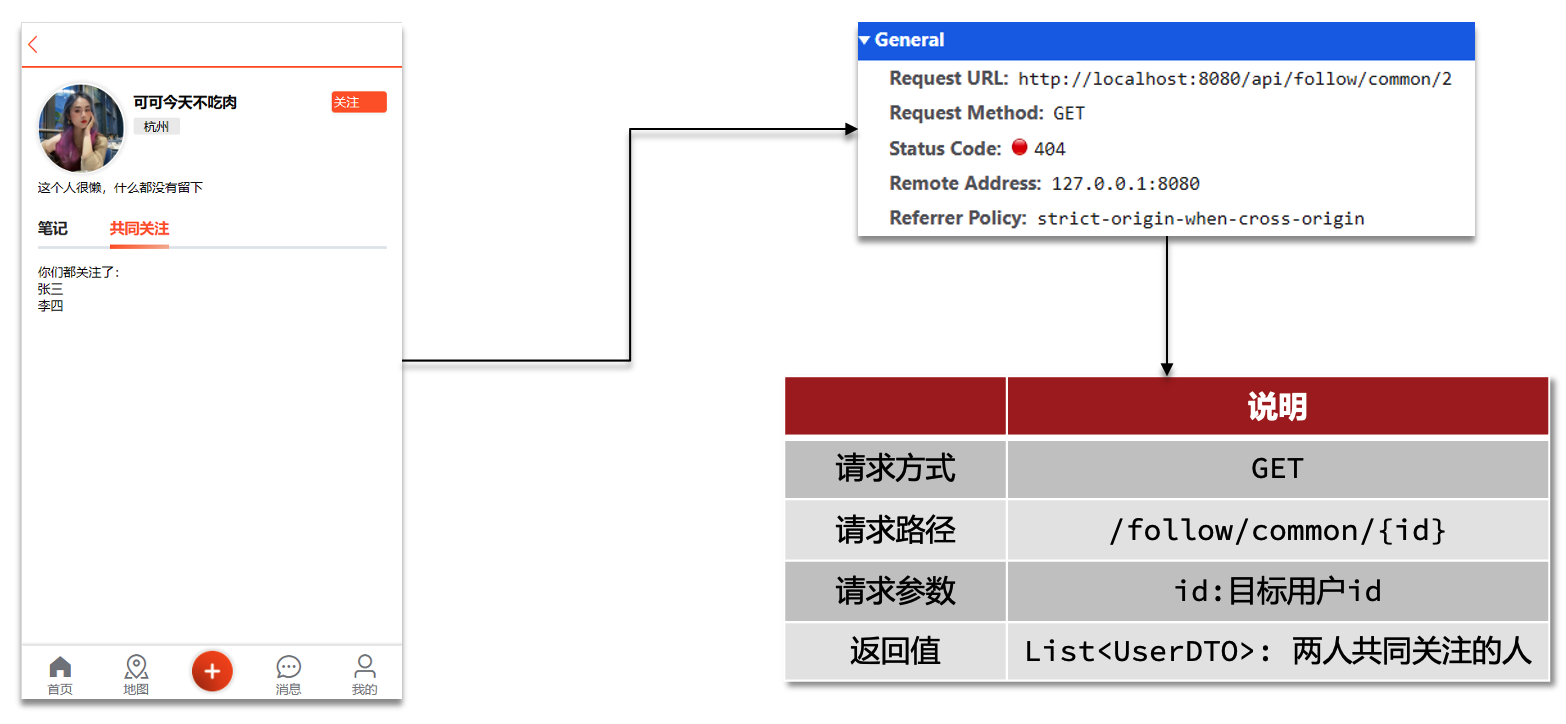 可可今天不吃肉
关注
杭州
这个人很懒，什么都没有留下
笔记 共同关注
你们都关注了：
张三
李四
首页 地图 消息 我的
General
Request URL: http://localhost:8080/api/follow/common/2
Request Method: GET
Status Code: 404
Remote Address: 127.0.0.1:8080
Referrer Policy: strict-origin-when-cross-origin
说明
请求方式 GET
请求路径 /follow/common/{id}
请求参数 id:目标用户id
返回值 List<UserDTO>: 两人共同关注的人